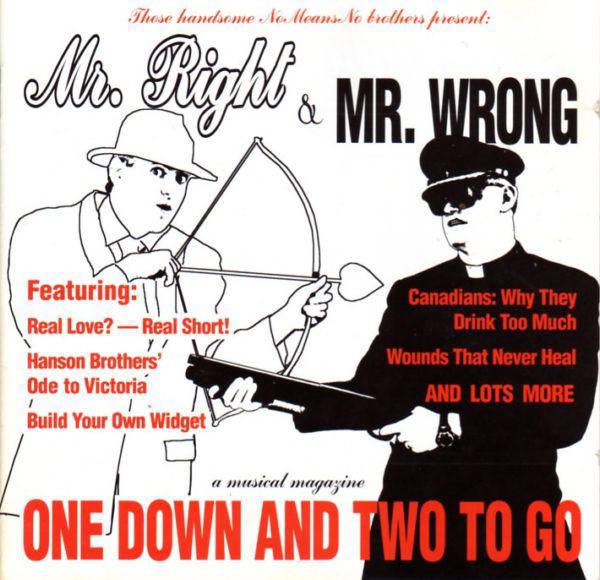 Those handsome NoMeansNo brothers present:
Mr. Right
& MR. WRONG
Featuring:
Real Love? — Real Short!
Hanson Brothers'
Ode to Victoria
Build Your Own Widget
Canadians: Why They
Drink Too Much
Wounds That Never Heal
AND LOTS MORE
a musical magazine
ONE DOWN AND TWO TO GO